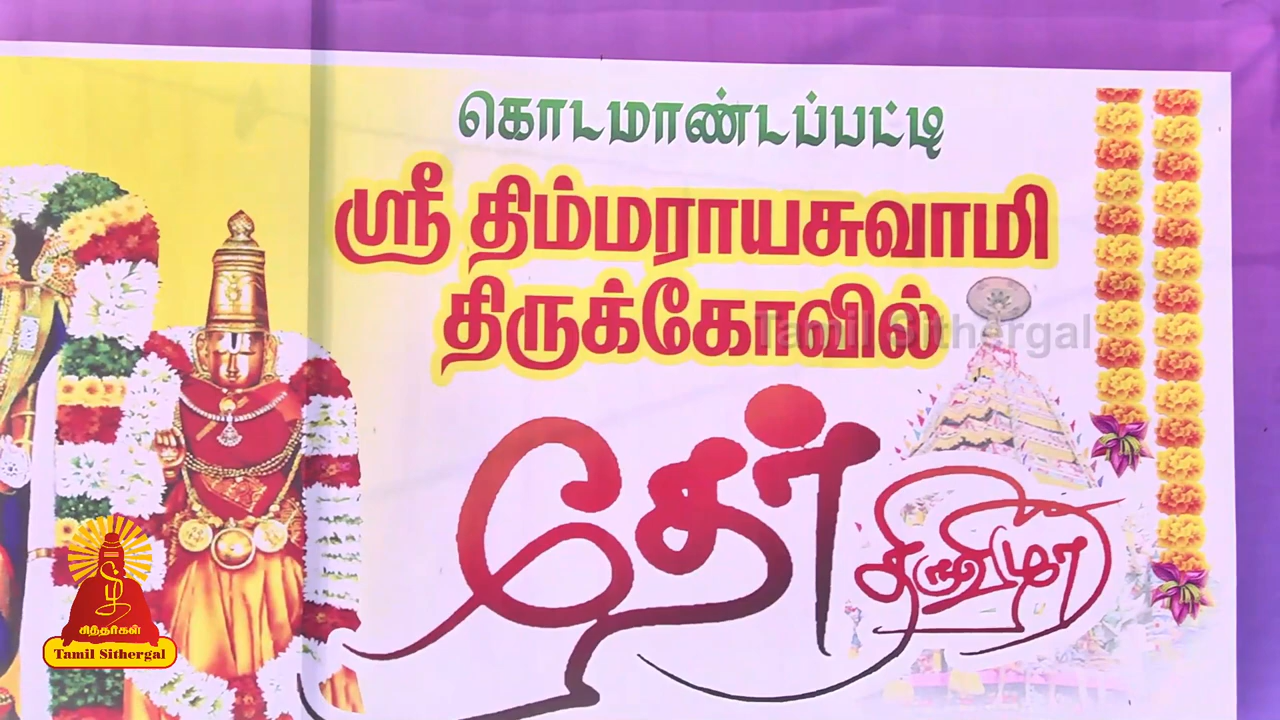 கொடமாண்டப்பட்டி
ஸ்ரீ திம்மராயசுவாமி
திருக்கோவில்
தேர்
திருவிழா
Tamil Sithergal
சித்தர்கள்
Tamil Sithergal